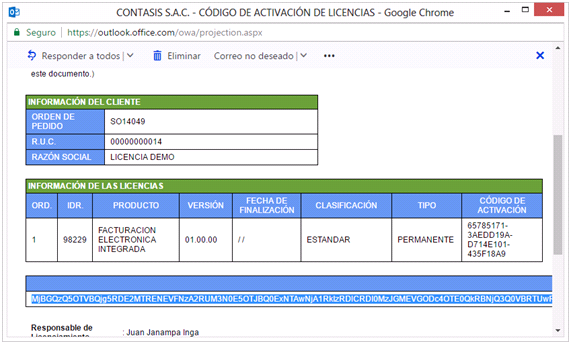 CONTASIS S.A.C. - CÓDIGO DE ACTIVACIÓN DE LICENCIAS - Google Chrome
Seguro | https://outlook.office.com/owa/projection.aspx
Responder a todos | Eliminar Correo no deseado | ...
este documento.)
INFORMACIÓN DEL CLIENTE
ORDEN DE
PEDIDO
SO14049
R.U.C.
00000000014
RAZÓN SOCIAL
LICENCIA DEMO
INFORMACIÓN DE LAS LICENCIAS
ORD.
IDR.
PRODUCTO
VERSIÓN
FECHA DE
FINALIZACIÓN
CLASIFICACIÓN
TIPO
CÓDIGO DE
ACTIVACIÓN
1
98229
FACTURACION
ELECTRONICA
INTEGRADA
01.00.00
/ /
ESTANDAR
PERMANENTE
65785171-
3AEDD19A-
D714E101-
435F18A9
Responsable de
Licenciamiento
: Juan Janampa Inga